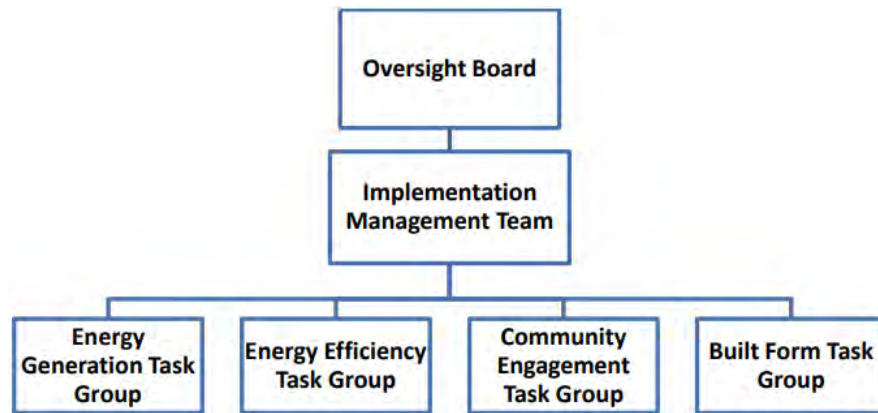 Oversight Board
Implementation
Management Team
Energy
Generation Task
Group
Energy Efficiency
Task Group
Community
Engagement
Task Group
Built Form Task
Group